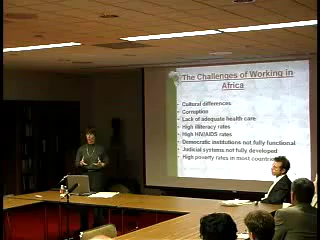 The Challenges of Working in
Africa
• Cultural differences
• Corruption
• Lack of adequate health care
• High illiteracy rates
• High HIV/AIDS rates
• Democratic institutions not fully functional
• Judicial systems not fully developed
• High poverty rates in most countries